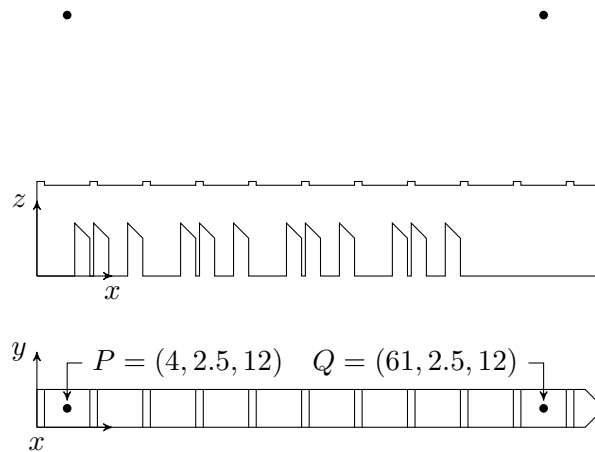 z
x
y
P = (4, 2.5, 12) Q = (61, 2.5, 12)
x